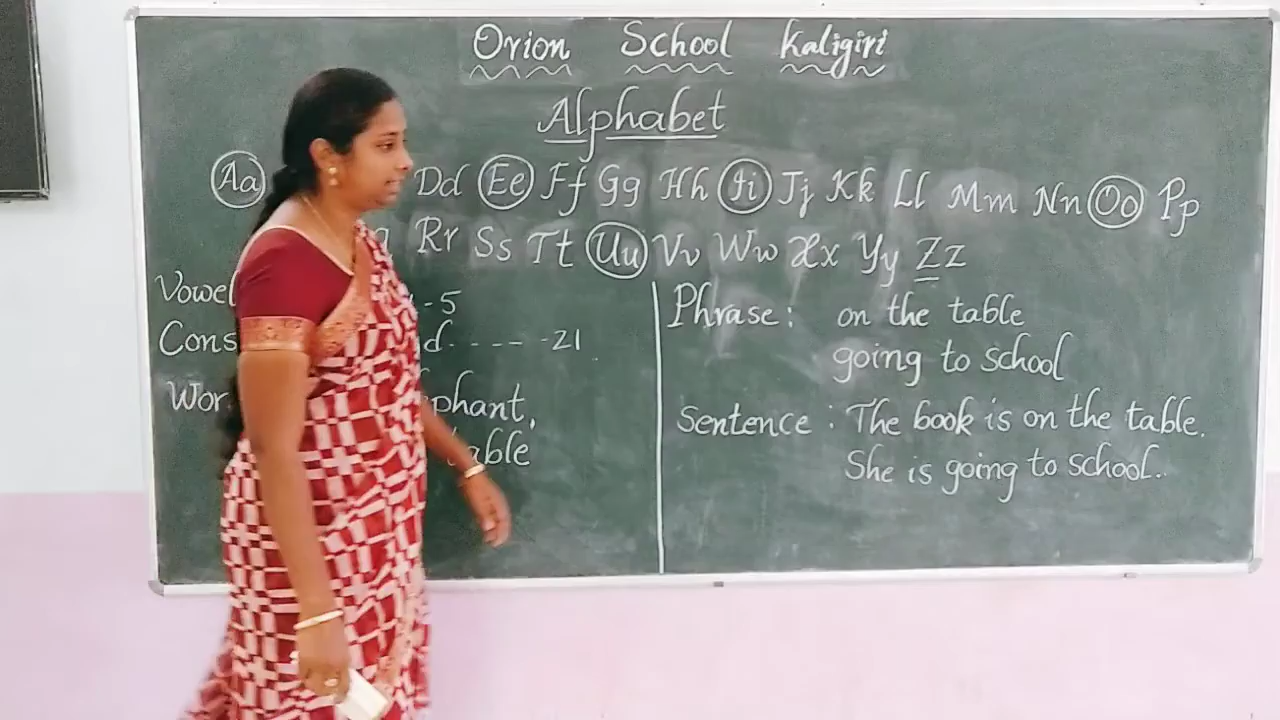 Orion School Kaligiri
Alphabet
Aa Dd Ee Ff Gg Hh Ii Jj Kk Ll Mm Nn Oo Pp
q Rr Ss Tt Uu Vv Ww Xx Yy Zz
Vowel - 5
Cons d - - - - - 21
Wor phant,
table
Phrase : on the table
going to school
Sentence : The book is on the table.
She is going to school.